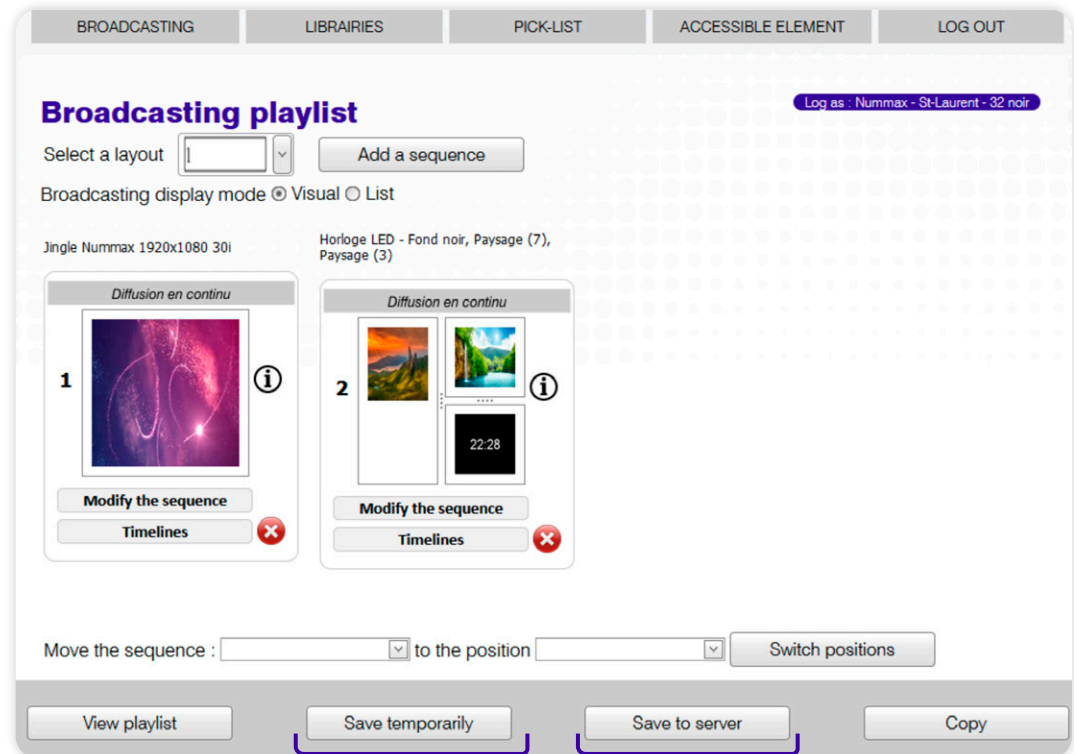 BROADCASTING LIBRAIRIES PICK-LIST ACCESSIBLE ELEMENT LOG OUT
Broadcasting playlist
Log as : Nummax - St-Laurent - 32 noir
Select a layout 1 Add a sequence
Broadcasting display mode Visual List
Jingle Nummax 1920x1080 30i
Horloge LED - Fond noir, Paysage (7),
Paysage (3)
Diffusion en continu
1
Modify the sequence
Timelines
Diffusion en continu
2
22:28
Modify the sequence
Timelines
Move the sequence : to the position Switch positions
View playlist Save temporarily Save to server Copy